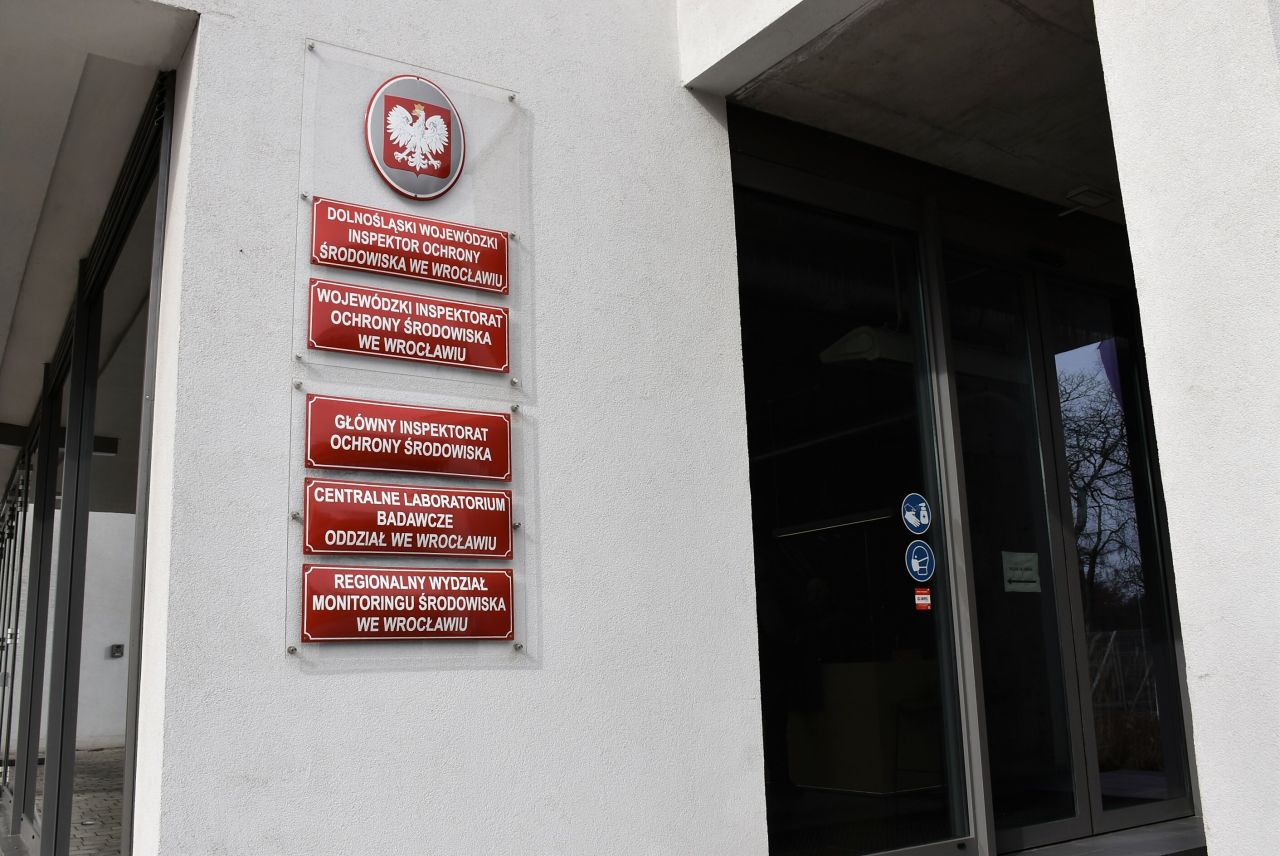 DOLNOŚLĄSKI WOJEWÓDZKI
INSPEKTOR OCHRONY
ŚRODOWISKA WE WROCŁAWIU
WOJEWÓDZKI INSPEKTORAT
OCHRONY ŚRODOWISKA
WE WROCŁAWIU
GŁÓWNY INSPEKTORAT
OCHRONY ŚRODOWISKA
CENTRALNE LABORATORIUM
BADAWCZE
ODDZIAŁ WE WROCŁAWIU
REGIONALNY WYDZIAŁ
MONITORINGU ŚRODOWISKA
WE WROCŁAWIU